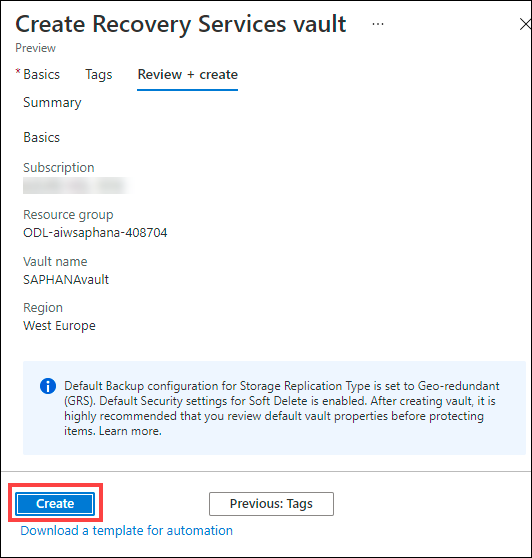 Create Recovery Services vault ...
Preview
* Basics Tags Review + create
Summary
Basics
Subscription
Resource group
ODL-aiwsaphana-408704
Vault name
SAPHANAvault
Region
West Europe
Default Backup configuration for Storage Replication Type is set to Geo-redundant
(GRS). Default Security settings for Soft Delete is enabled. After creating vault, it is
highly recommended that you review default vault properties before protecting
items. Learn more.
Create Previous: Tags
Download a template for automation